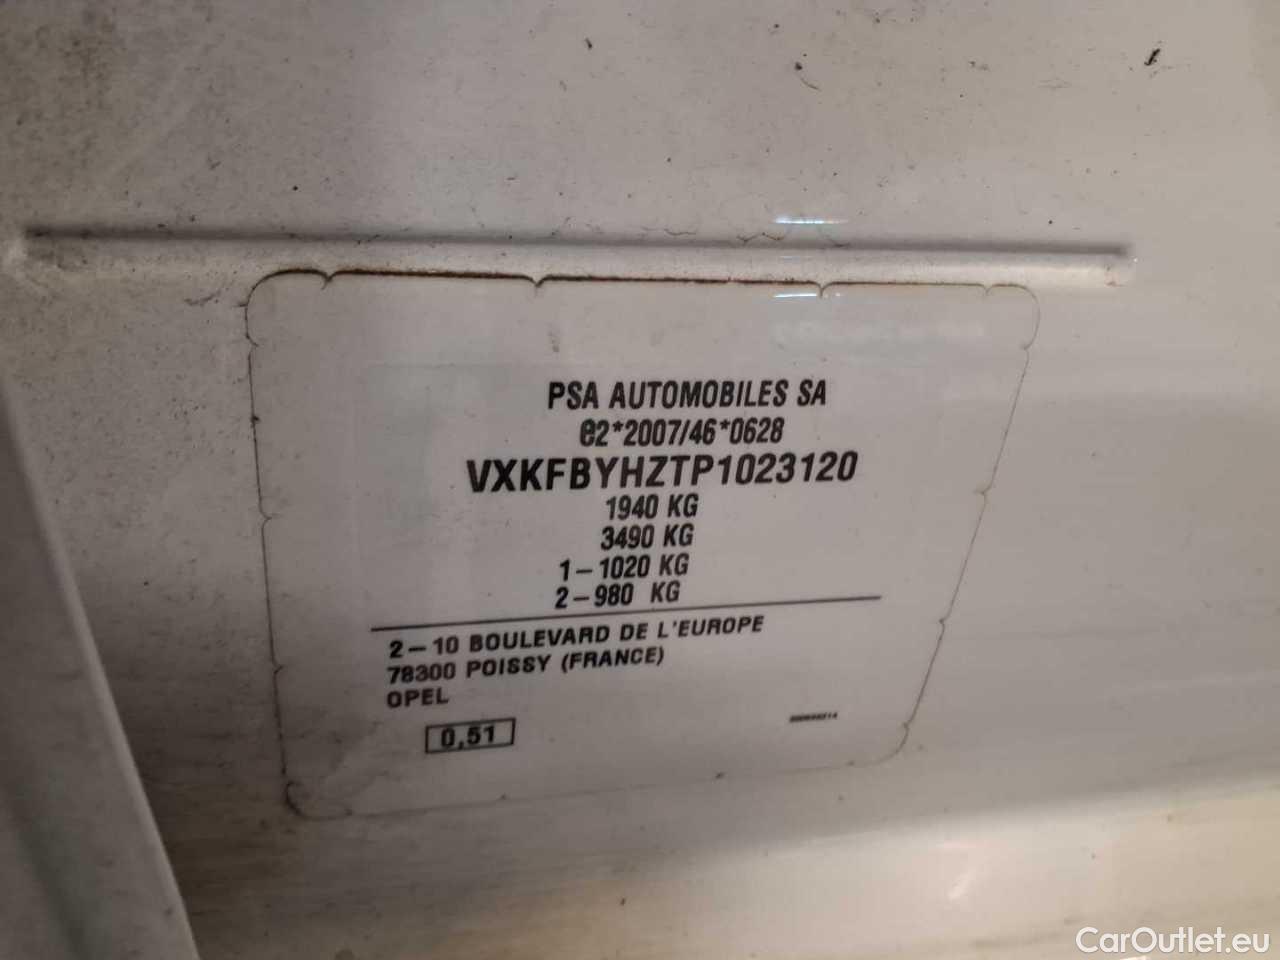 PSA AUTOMOBILES SA
e2*2007/46*0628
VXKFBYHZTP1023120
1940 KG
3490 KG
1-1020 KG
2-980 KG
2-10 BOULEVARD DE L'EUROPE
78300 POISSY (FRANCE)
OPEL
0,51
CarOutlet.eu